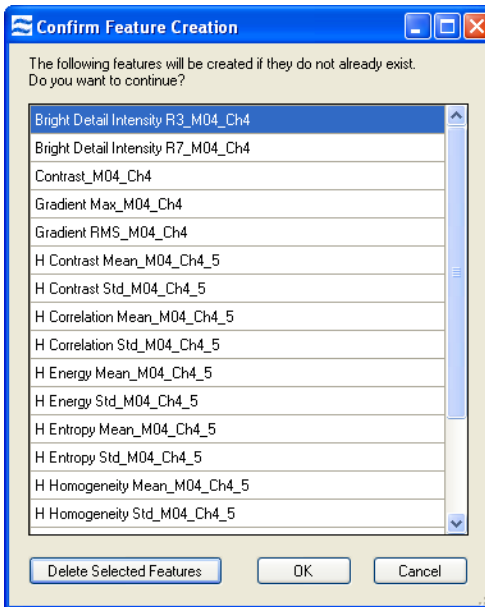 Confirm Feature Creation
The following features will be created if they do not already exist.
Do you want to continue?
Bright Detail Intensity R3_M04_Ch4
Bright Detail Intensity R7_M04_Ch4
Contrast_M04_Ch4
Gradient Max_M04_Ch4
Gradient RMS_M04_Ch4
H Contrast Mean_M04_Ch4_5
H Contrast Std_M04_Ch4_5
H Correlation Mean_M04_Ch4_5
H Correlation Std_M04_Ch4_5
H Energy Mean_M04_Ch4_5
H Energy Std_M04_Ch4_5
H Entropy Mean_M04_Ch4_5
H Entropy Std_M04_Ch4_5
H Homogeneity Mean_M04_Ch4_5
H Homogeneity Std_M04_Ch4_5
Delete Selected Features OK Cancel